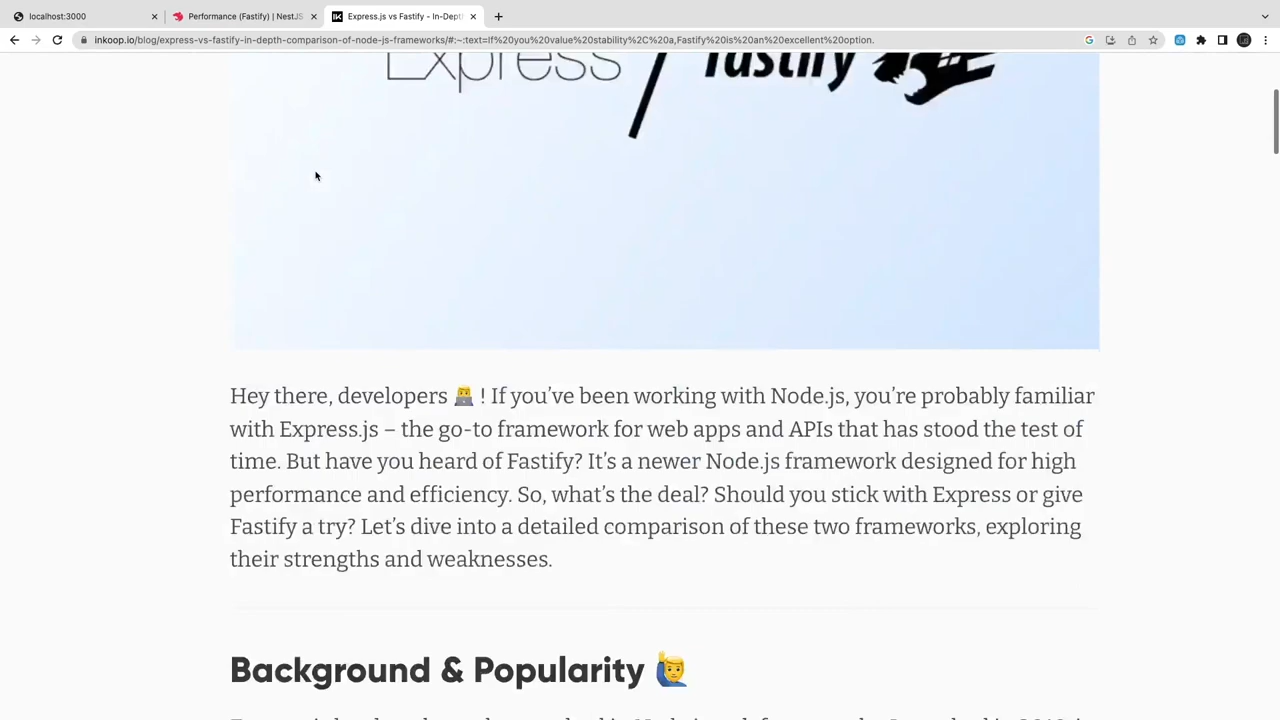 localhost:3000
Performance (Fastify) | NestJS
Express.js vs Fastify - In-Dept
inkoop.io/blog/express-vs-fastify-in-depth-comparison-of-node-js-frameworks/#:~:text=If%20you%20value%20stability%2C%20a,Fastify%20is%20an%20excellent%20option.
Express / fastify
Hey there, developers 👨‍💻 ! If you’ve been working with Node.js, you’re probably familiar
with Express.js – the go-to framework for web apps and APIs that has stood the test of
time. But have you heard of Fastify? It’s a newer Node.js framework designed for high
performance and efficiency. So, what’s the deal? Should you stick with Express or give
Fastify a try? Let’s dive into a detailed comparison of these two frameworks, exploring
their strengths and weaknesses.
Background & Popularity 🙋‍♂️